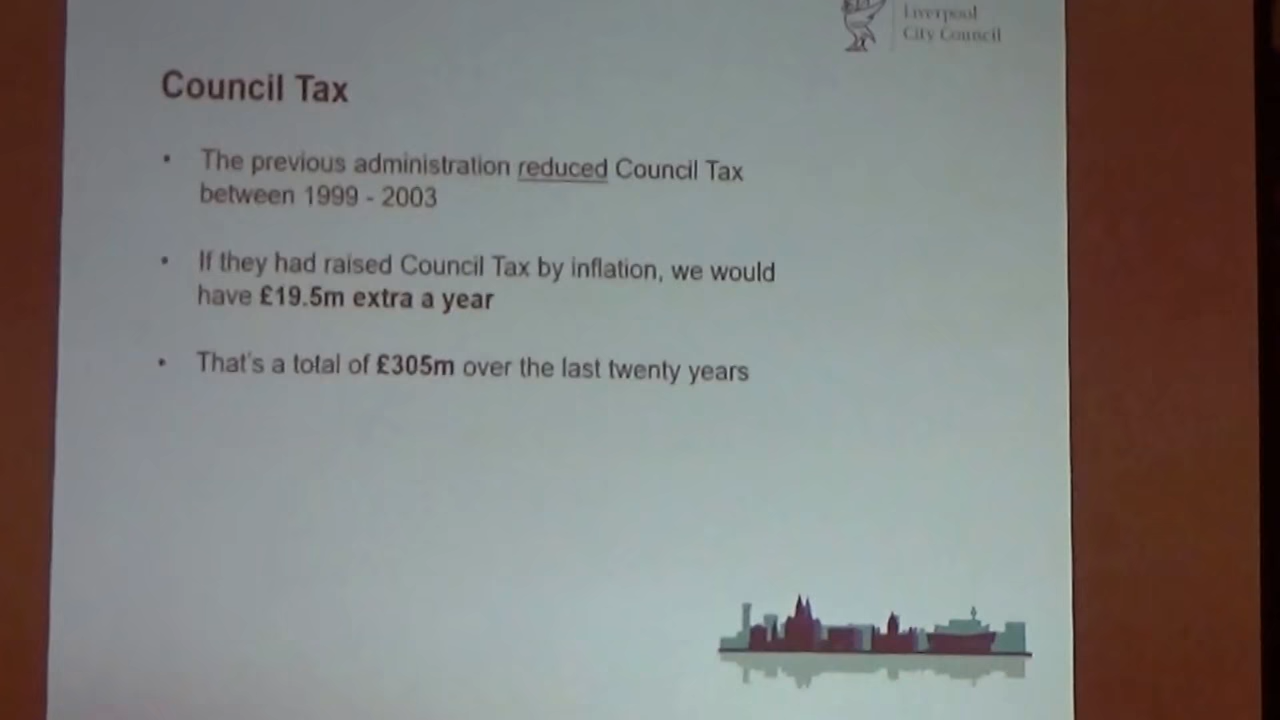 Liverpool
City Council
Council Tax
• The previous administration reduced Council Tax
between 1999 - 2003
• If they had raised Council Tax by inflation, we would
have £19.5m extra a year
• That's a total of £305m over the last twenty years